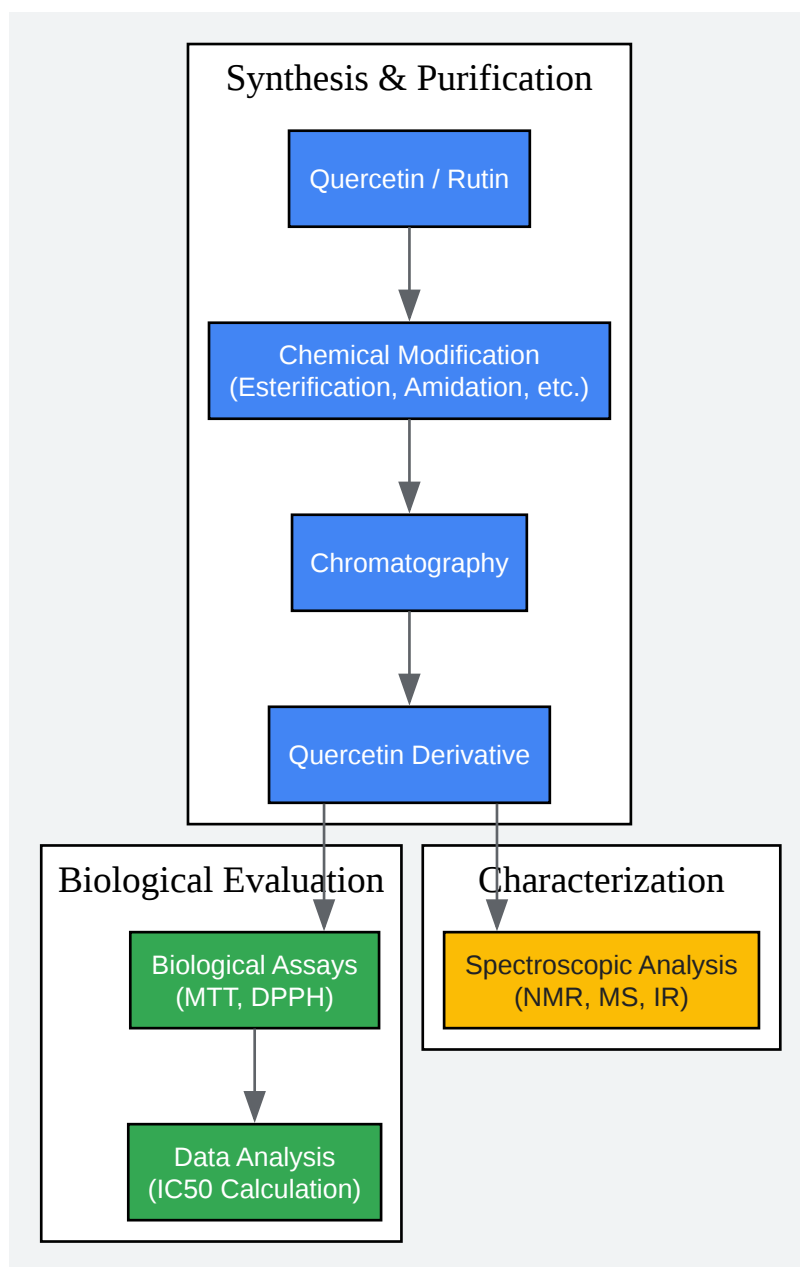 Synthesis & Purification
Quercetin / Rutin
Chemical Modification
(Esterification, Amidation, etc.)
Chromatography
Quercetin Derivative
Biological Evaluation
Biological Assays
(MTT, DPPH)
Data Analysis
(IC50 Calculation)
Characterization
Spectroscopic Analysis
(NMR, MS, IR)